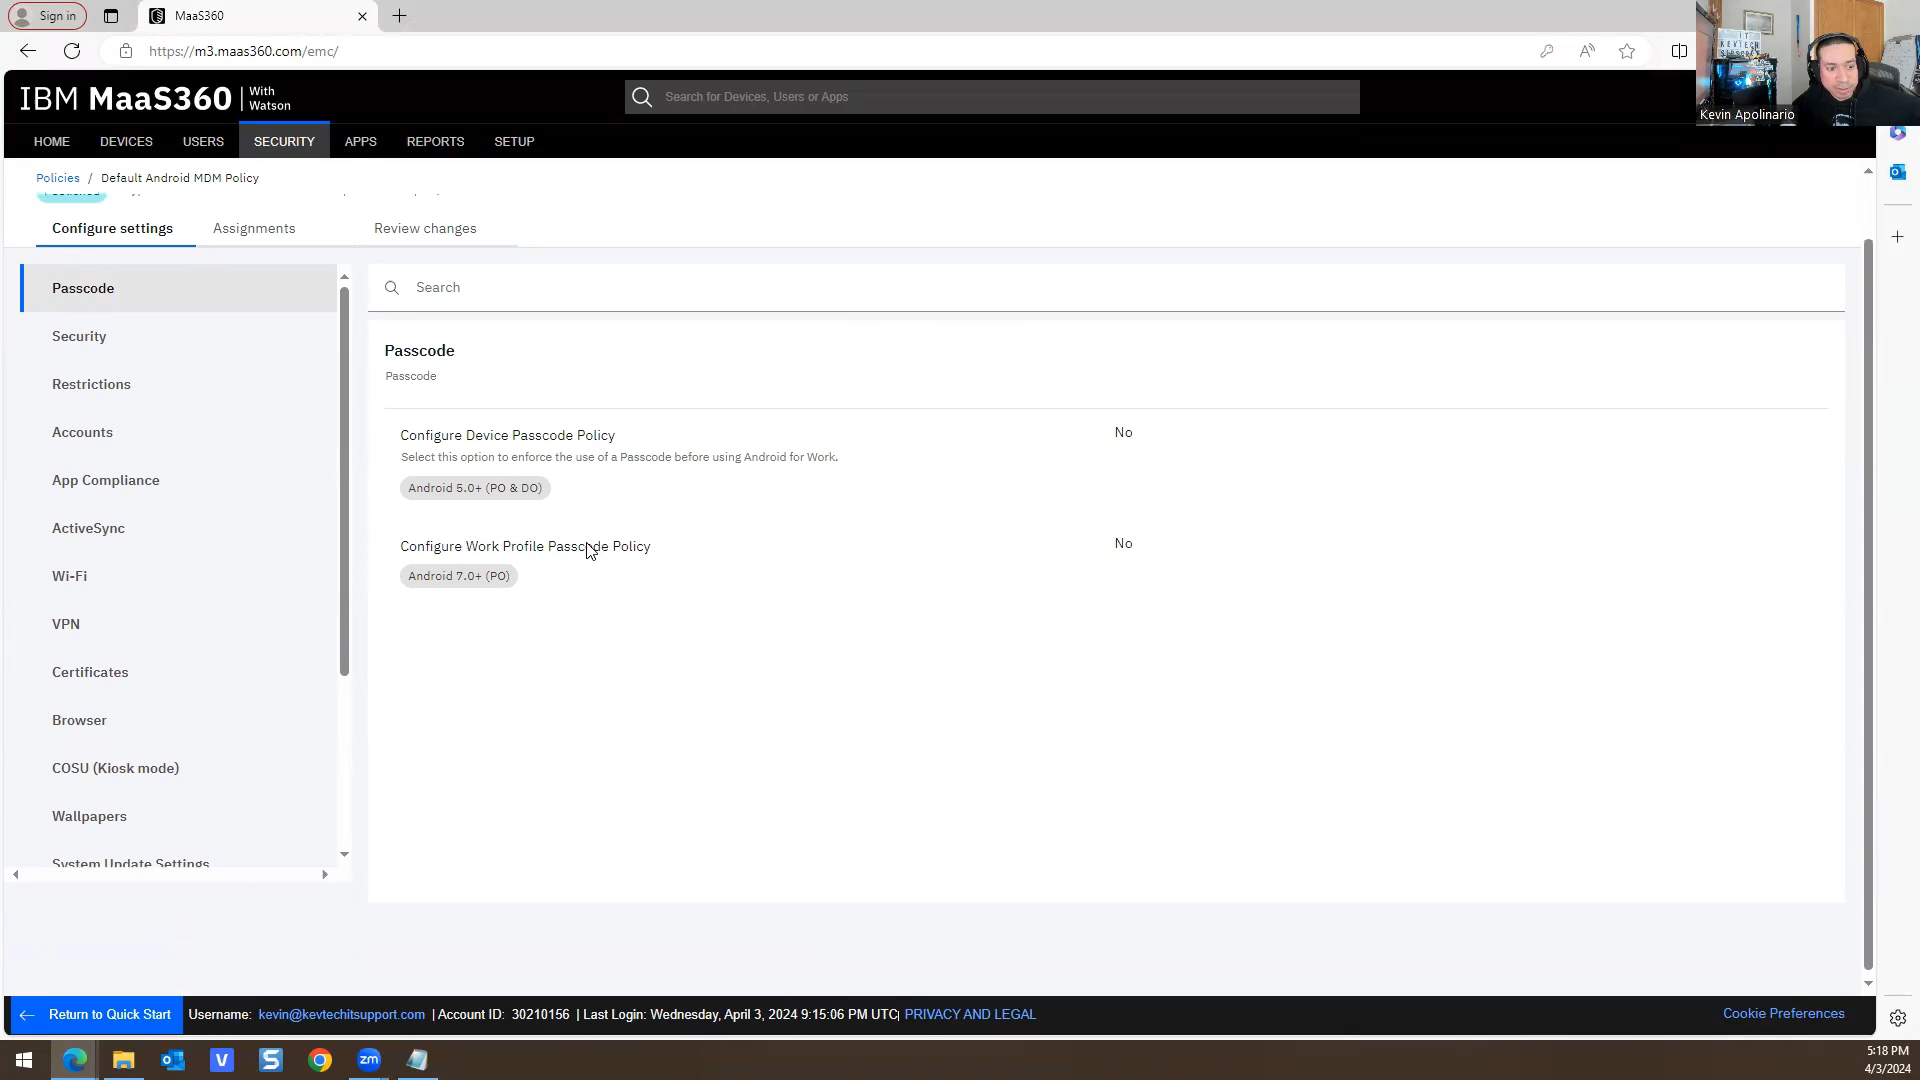 Sign in
MaaS360
https://m3.maas360.com/emc/
IBM MaaS360 With Watson
Search for Devices, Users or Apps
IT
KEVTECH
Kevin Apolinario
HOME DEVICES USERS SECURITY APPS REPORTS SETUP
Policies / Default Android MDM Policy
Configure settings Assignments Review changes
Passcode
Security
Restrictions
Accounts
App Compliance
ActiveSync
Wi-Fi
VPN
Certificates
Browser
COSU (Kiosk mode)
Wallpapers
System Update Settings
Search
Passcode
Passcode
Configure Device Passcode Policy No
Select this option to enforce the use of a Passcode before using Android for Work.
Android 5.0+ (PO & DO)
Configure Work Profile Passcode Policy No
Android 7.0+ (PO)
Return to Quick Start Username: kevin@kevtechitsupport.com | Account ID: 30210156 | Last Login: Wednesday, April 3, 2024 9:15:06 PM UTC| PRIVACY AND LEGAL Cookie Preferences
zm
5:18 PM
4/3/2024